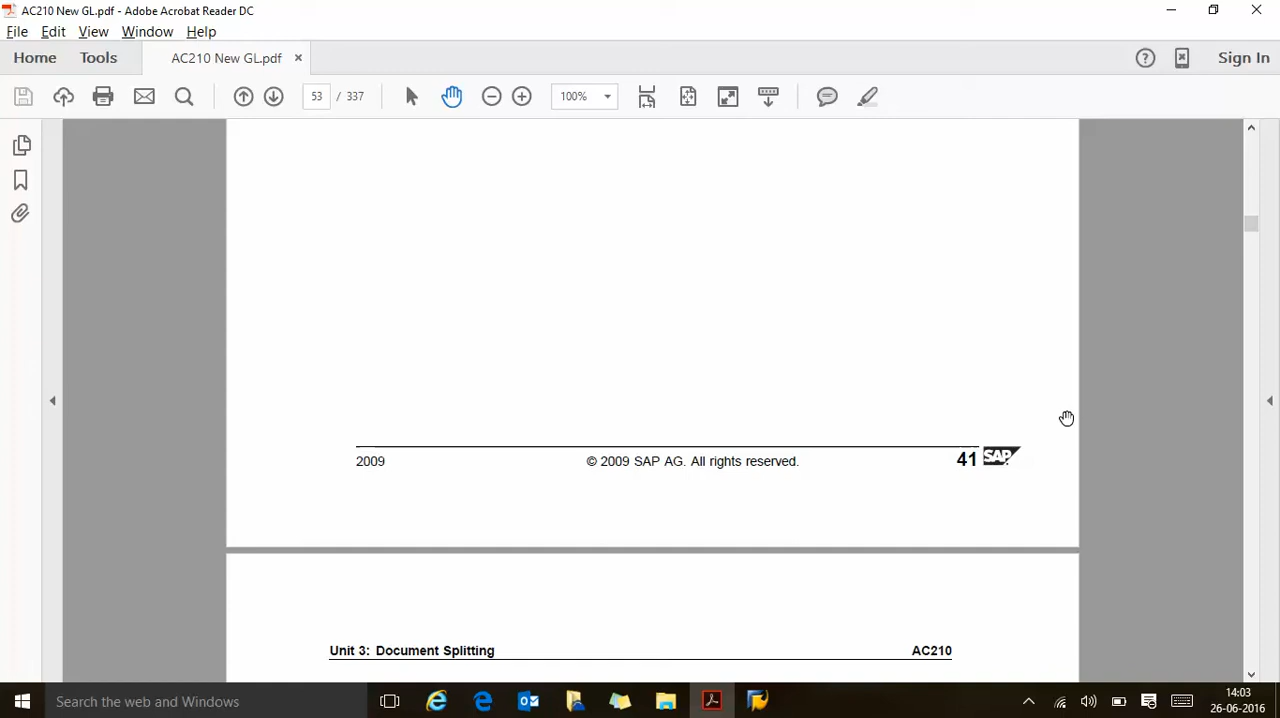 AC210 New GL.pdf - Adobe Acrobat Reader DC
File Edit View Window Help
Home Tools AC210 New GL.pdf × Sign In
53 / 337 100%
2009 © 2009 SAP AG. All rights reserved. 41 SAP
Unit 3: Document Splitting AC210
Search the web and Windows
14:03
26-06-2016